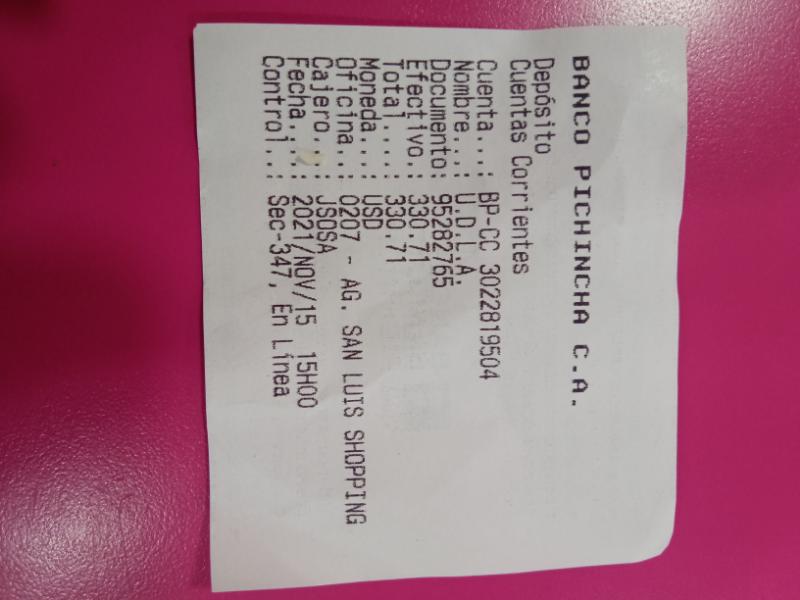 BANCO PICHINCHA C.A.
Depósito
Cuentas Corrientes
Cuenta...: BP-CC 3022819504
Nombre...: U.D.L.A.
Documento: 95282765
Efectivo.: 330.71
Total....: 330.71
Moneda...: USD
Oficina..: 0207 - AG. SAN LUIS SHOPPING
Cajero...: JSOSA
Fecha....: 2021/NOV/15 15H00
Control..: Sec-347, En Línea